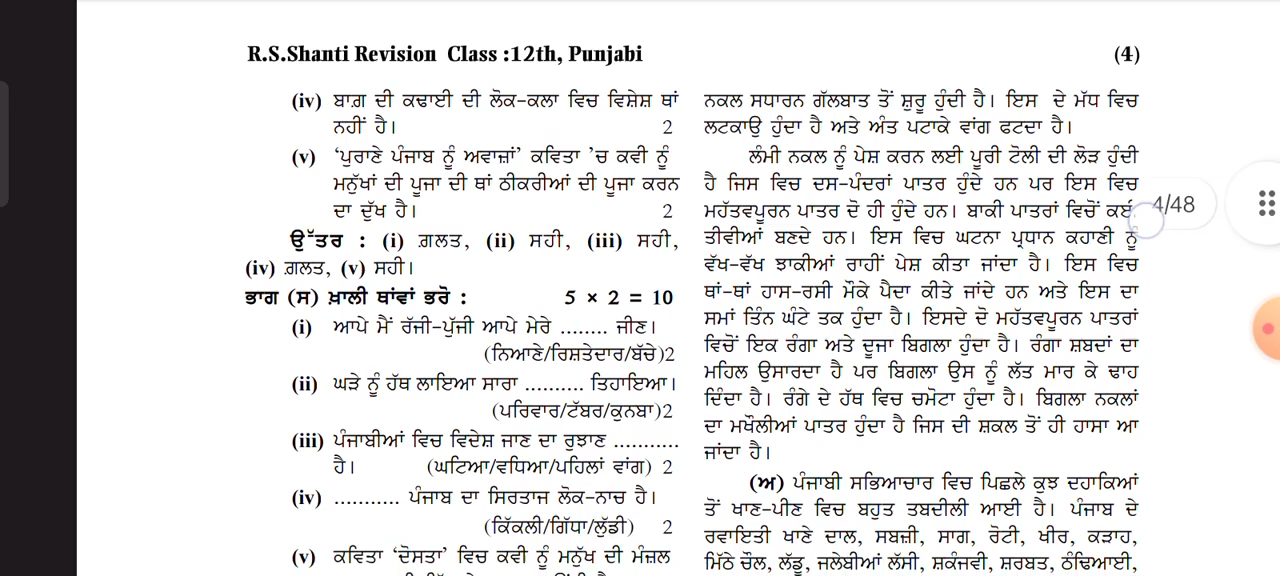 R.S.Shanti Revision Class :12th, Punjabi
(4)
(iv) ਬਾਗ਼ ਦੀ ਕਢਾਈ ਦੀ ਲੋਕ-ਕਲਾ ਵਿਚ ਵਿਸ਼ੇਸ਼ ਥਾਂ
ਨਹੀਂ ਹੈ। 2
(v) ‘ਪੁਰਾਣੇ ਪੰਜਾਬ ਨੂੰ ਅਵਾਜ਼ਾਂ’ ਕਵਿਤਾ ’ਚ ਕਵੀ ਨੂੰ
ਮਨੁੱਖਾਂ ਦੀ ਪੂਜਾ ਦੀ ਥਾਂ ਠੀਕਰੀਆਂ ਦੀ ਪੂਜਾ ਕਰਨ
ਦਾ ਦੁੱਖ ਹੈ। 2
ਉੱਤਰ : (i) ਗ਼ਲਤ, (ii) ਸਹੀ, (iii) ਸਹੀ,
(iv) ਗ਼ਲਤ, (v) ਸਹੀ।
ਭਾਗ (ਸ) ਖ਼ਾਲੀ ਥਾਂਵਾਂ ਭਰੋ : 5 × 2 = 10
(i) ਆਪੇ ਮੈਂ ਰੱਜੀ-ਪੁੱਜੀ ਆਪੇ ਮੇਰੇ ........ ਜੀਣ।
(ਨਿਆਣੇ/ਰਿਸ਼ਤੇਦਾਰ/ਬੱਚੇ)2
(ii) ਘੜੇ ਨੂੰ ਹੱਥ ਲਾਇਆ ਸਾਰਾ .......... ਤਿਹਾਇਆ।
(ਪਰਿਵਾਰ/ਟੱਬਰ/ਕੁਨਬਾ)2
(iii) ਪੰਜਾਬੀਆਂ ਵਿਚ ਵਿਦੇਸ਼ ਜਾਣ ਦਾ ਰੁਝਾਣ ...........
ਹੈ। (ਘਟਿਆ/ਵਧਿਆ/ਪਹਿਲਾਂ ਵਾਂਗ) 2
(iv) ........... ਪੰਜਾਬ ਦਾ ਸਿਰਤਾਜ ਲੋਕ-ਨਾਚ ਹੈ।
(ਕਿੱਕਲੀ/ਗਿੱਧਾ/ਲੁੱਡੀ) 2
(v) ਕਵਿਤਾ ‘ਦੋਸਤਾ’ ਵਿਚ ਕਵੀ ਨੂੰ ਮਨੁੱਖ ਦੀ ਮੰਜ਼ਲ
ਨਕਲ ਸਧਾਰਨ ਗੱਲਬਾਤ ਤੋਂ ਸ਼ੁਰੂ ਹੁੰਦੀ ਹੈ। ਇਸ ਦੇ ਮੱਧ ਵਿਚ
ਲਟਕਾਉ ਹੁੰਦਾ ਹੈ ਅਤੇ ਅੰਤ ਪਟਾਕੇ ਵਾਂਗ ਫਟਦਾ ਹੈ।
ਲੰਮੀ ਨਕਲ ਨੂੰ ਪੇਸ਼ ਕਰਨ ਲਈ ਪੂਰੀ ਟੋਲੀ ਦੀ ਲੋੜ ਹੁੰਦੀ
ਹੈ ਜਿਸ ਵਿਚ ਦਸ-ਪੰਦਰਾਂ ਪਾਤਰ ਹੁੰਦੇ ਹਨ ਪਰ ਇਸ ਵਿਚ
ਮਹੱਤਵਪੂਰਨ ਪਾਤਰ ਦੋ ਹੀ ਹੁੰਦੇ ਹਨ। ਬਾਕੀ ਪਾਤਰਾਂ ਵਿਚੋਂ ਕਈ
ਤੀਵੀਆਂ ਬਣਦੇ ਹਨ। ਇਸ ਵਿਚ ਘਟਨਾ ਪ੍ਰਧਾਨ ਕਹਾਣੀ ਨੂੰ
ਵੱਖ-ਵੱਖ ਝਾਕੀਆਂ ਰਾਹੀਂ ਪੇਸ਼ ਕੀਤਾ ਜਾਂਦਾ ਹੈ। ਇਸ ਵਿਚ
ਥਾਂ-ਥਾਂ ਹਾਸ-ਰਸੀ ਮੌਕੇ ਪੈਦਾ ਕੀਤੇ ਜਾਂਦੇ ਹਨ ਅਤੇ ਇਸ ਦਾ
ਸਮਾਂ ਤਿੰਨ ਘੰਟੇ ਤਕ ਹੁੰਦਾ ਹੈ। ਇਸਦੇ ਦੋ ਮਹੱਤਵਪੂਰਨ ਪਾਤਰਾਂ
ਵਿਚੋਂ ਇਕ ਰੰਗਾ ਅਤੇ ਦੂਜਾ ਬਿਗਲਾ ਹੁੰਦਾ ਹੈ। ਰੰਗਾ ਸ਼ਬਦਾਂ ਦਾ
ਮਹਿਲ ਉਸਾਰਦਾ ਹੈ ਪਰ ਬਿਗਲਾ ਉਸ ਨੂੰ ਲੱਤ ਮਾਰ ਕੇ ਢਾਹ
ਦਿੰਦਾ ਹੈ। ਰੰਗੇ ਦੇ ਹੱਥ ਵਿਚ ਚਮੋਟਾ ਹੁੰਦਾ ਹੈ। ਬਿਗਲਾ ਨਕਲਾਂ
ਦਾ ਮਖੌਲੀਆਂ ਪਾਤਰ ਹੁੰਦਾ ਹੈ ਜਿਸ ਦੀ ਸ਼ਕਲ ਤੋਂ ਹੀ ਹਾਸਾ ਆ
ਜਾਂਦਾ ਹੈ।
(ਅ) ਪੰਜਾਬੀ ਸਭਿਆਚਾਰ ਵਿਚ ਪਿਛਲੇ ਕੁਝ ਦਹਾਕਿਆਂ
ਤੋਂ ਖਾਣ-ਪੀਣ ਵਿਚ ਬਹੁਤ ਤਬਦੀਲੀ ਆਈ ਹੈ। ਪੰਜਾਬ ਦੇ
ਰਵਾਇਤੀ ਖਾਣੇ ਦਾਲ, ਸਬਜ਼ੀ, ਸਾਗ, ਰੋਟੀ, ਖੀਰ, ਕੜਾਹ,
ਮਿੱਠੇ ਚੌਲ, ਲੱਡੂ, ਜਲੇਬੀਆਂ ਲੱਸੀ, ਸ਼ਕੰਜਵੀ, ਸ਼ਰਬਤ, ਠੰਢਿਆਈ,
4/48